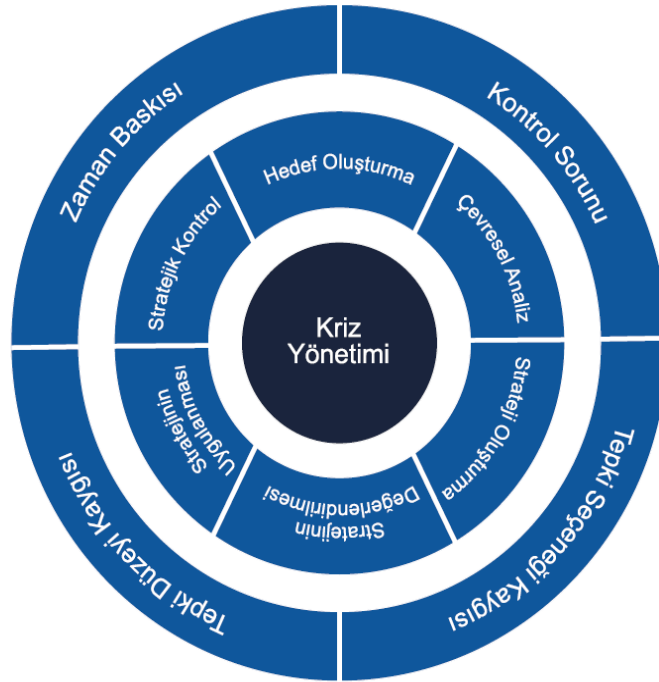 Zaman Baskısı
Kontrol Sorunu
Hedef Oluşturma
Stratejik Kontrol
Çevresel Analiz
Kriz
Yönetimi
Stratejinin
Uygulanması
Strateji Oluşturma
Stratejinin
Değerlendirilmesi
Tepki Düzeyi Kaygısı
Tepki Seçeneği Kaygısı